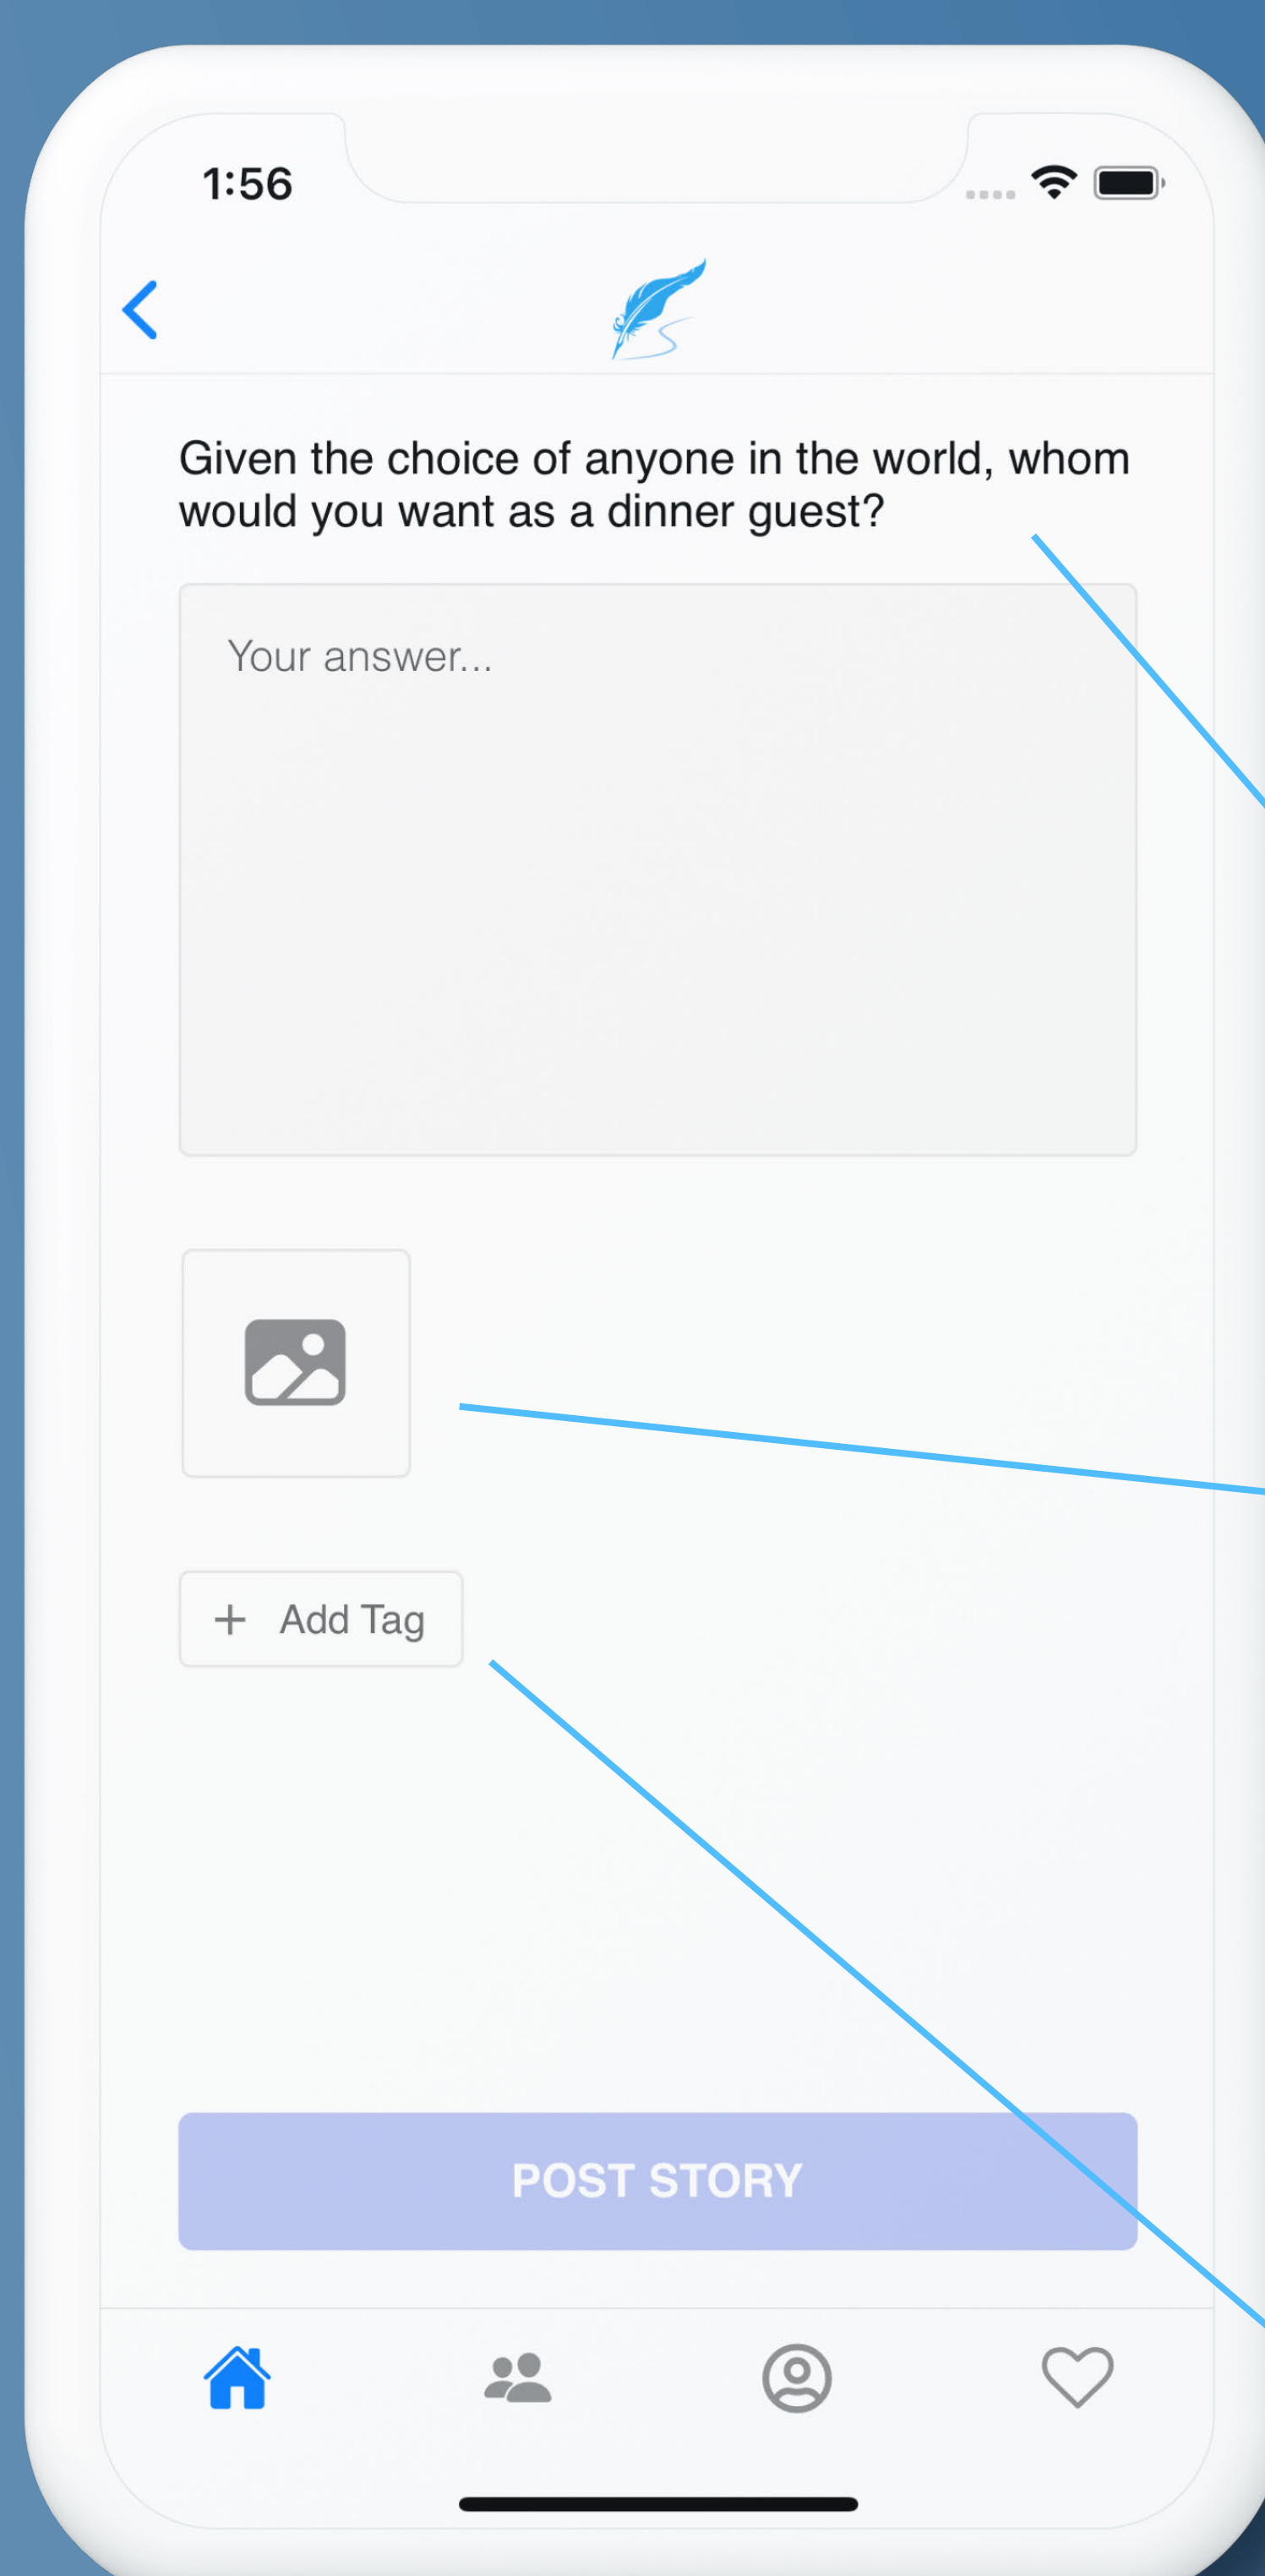 1:56
Given the choice of anyone in the world, whom
would you want as a dinner guest?
Your answer...
+ Add Tag
POST STORY